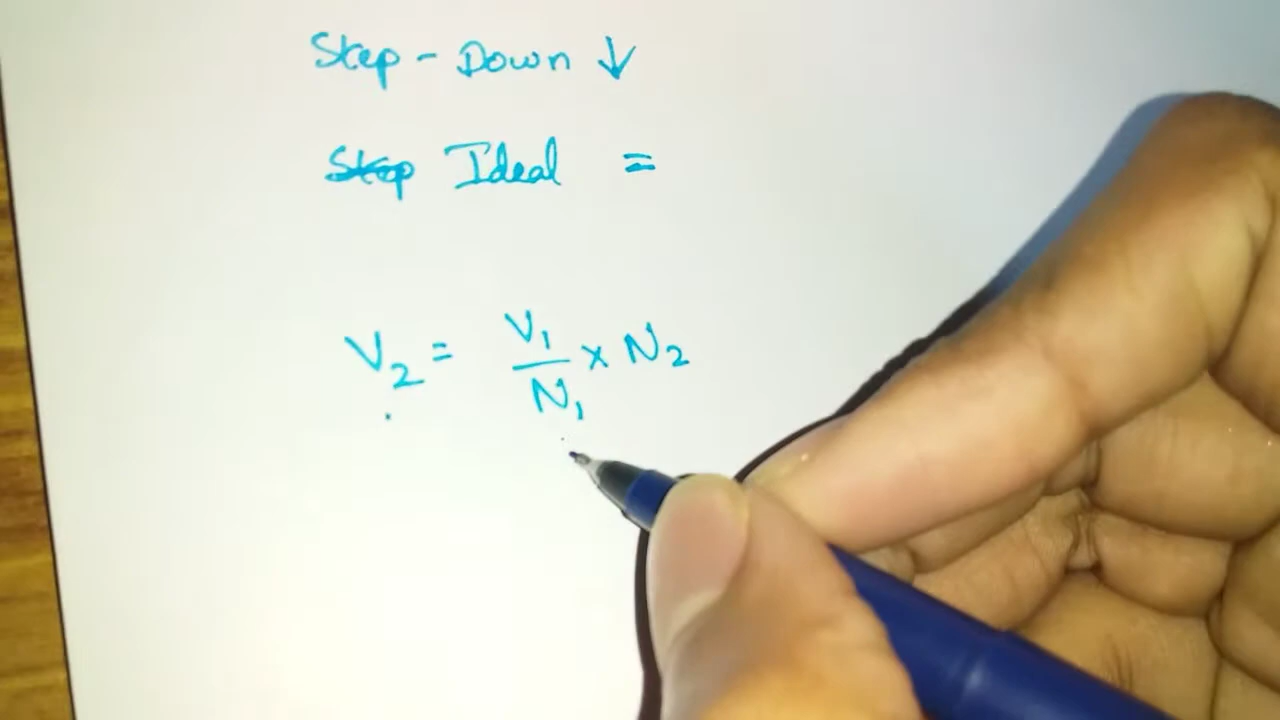 Step - Down ↓
Step Ideal =
V₂ = V₁/N₁ × N₂